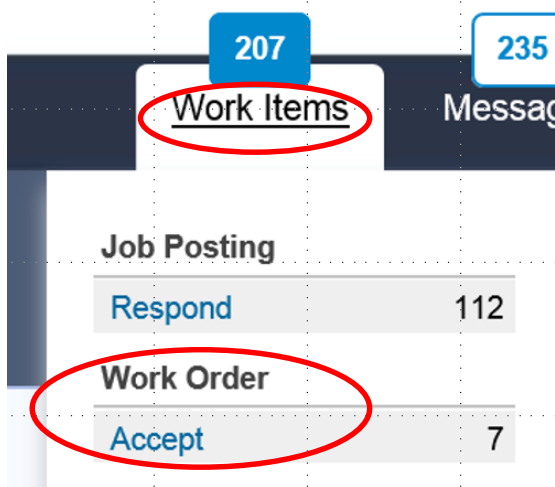 207 235
Work Items Messag
Job Posting
Respond 112
Work Order
Accept 7